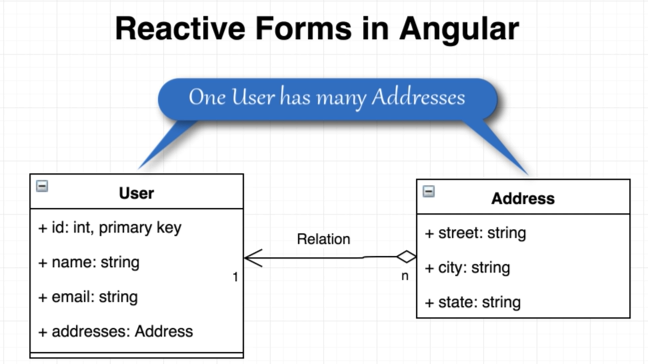 Reactive Forms in Angular
One User has many Addresses
User
+ id: int, primary key
+ name: string
+ email: string
+ addresses: Address
Relation
1
n
Address
+ street: string
+ city: string
+ state: string